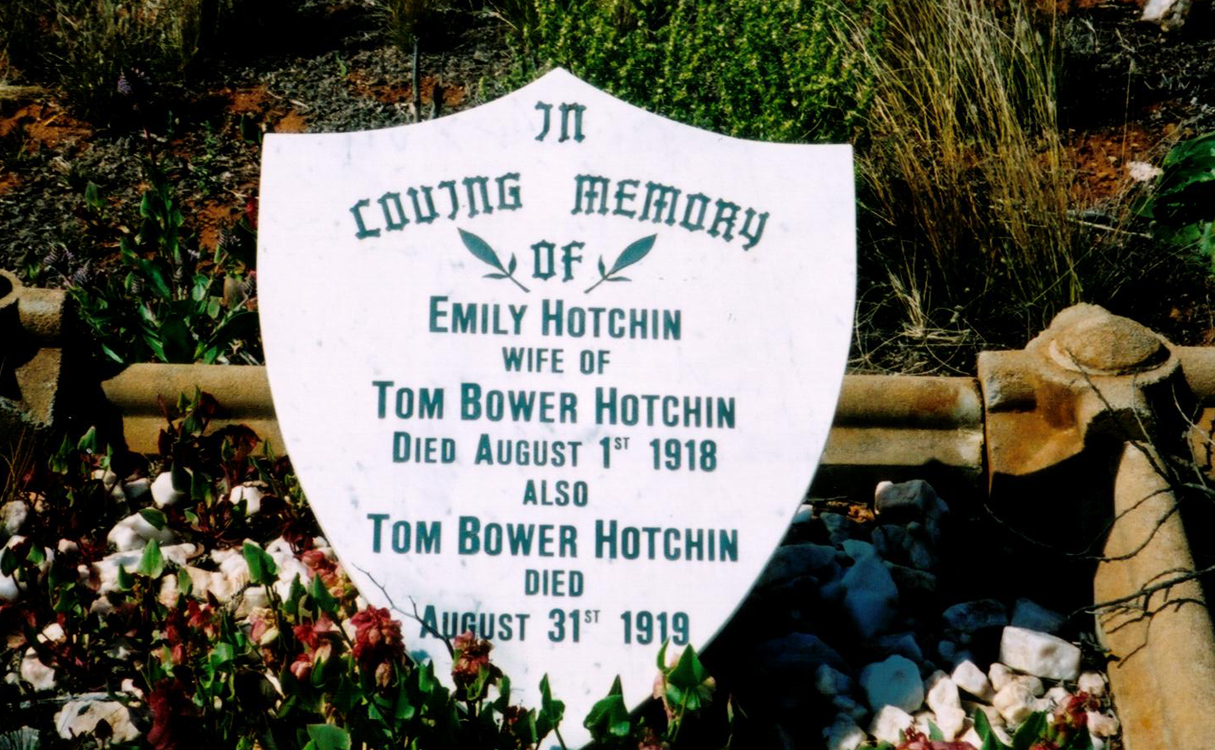 IN
LOVING MEMORY
OF
EMILY HOTCHIN
WIFE OF
TOM BOWER HOTCHIN
DIED AUGUST 1ST 1918
ALSO
TOM BOWER HOTCHIN
DIED
AUGUST 31ST 1919